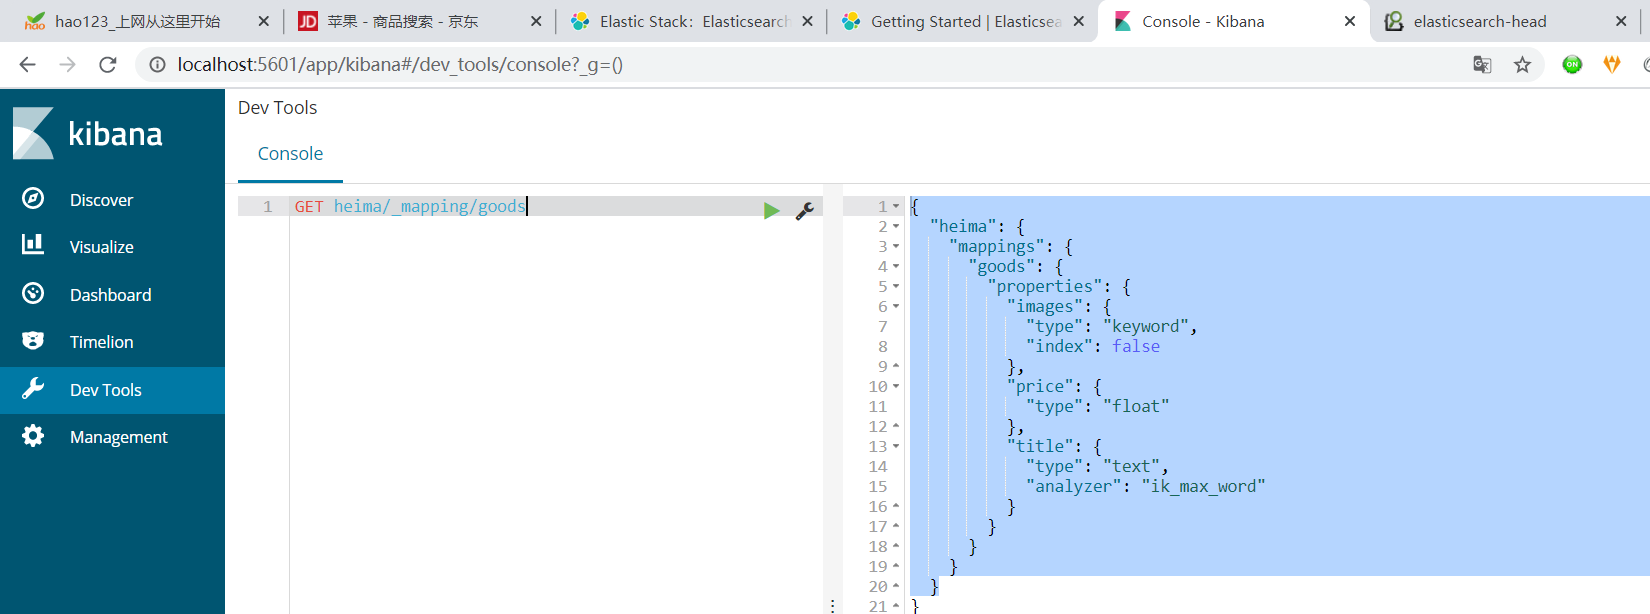 hao123_上网从这里开始
JD 苹果 - 商品搜索 - 京东
Elastic Stack: Elasticsearch
Getting Started | Elasticsea
Console - Kibana
elasticsearch-head
localhost:5601/app/kibana#/dev_tools/console?_g=()
ON
kibana
Discover
Visualize
Dashboard
Timelion
Dev Tools
Management
Dev Tools
Console
1 GET heima/_mapping/goods
1 {
2 "heima": {
3 "mappings": {
4 "goods": {
5 "properties": {
6 "images": {
7 "type": "keyword",
8 "index": false
9 },
10 "price": {
11 "type": "float"
12 },
13 "title": {
14 "type": "text",
15 "analyzer": "ik_max_word"
16 }
17 }
18 }
19 }
20 }
21 }